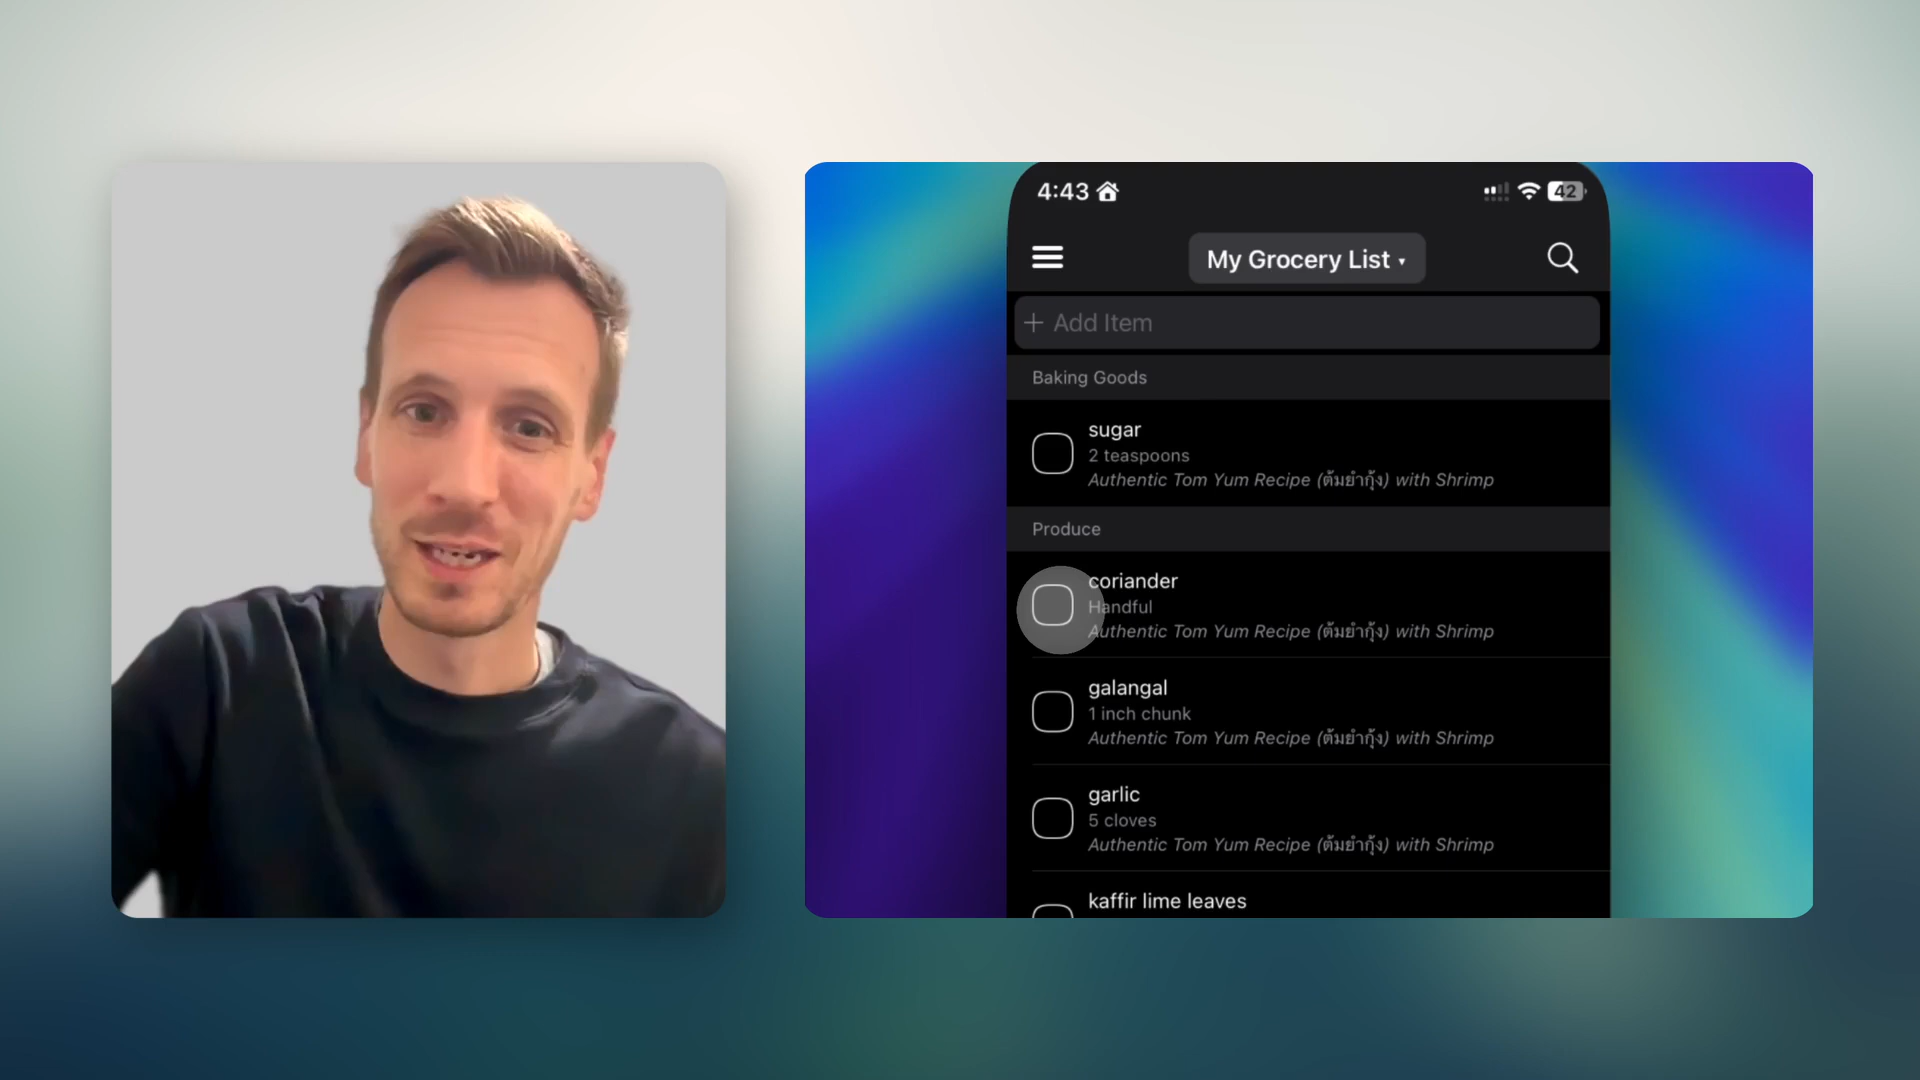 4:43
42
My Grocery List ▾
+ Add Item
Baking Goods
sugar
2 teaspoons
Authentic Tom Yum Recipe (ต้มยำกุ้ง) with Shrimp
Produce
coriander
Handful
Authentic Tom Yum Recipe (ต้มยำกุ้ง) with Shrimp
galangal
1 inch chunk
Authentic Tom Yum Recipe (ต้มยำกุ้ง) with Shrimp
garlic
5 cloves
Authentic Tom Yum Recipe (ต้มยำกุ้ง) with Shrimp
kaffir lime leaves